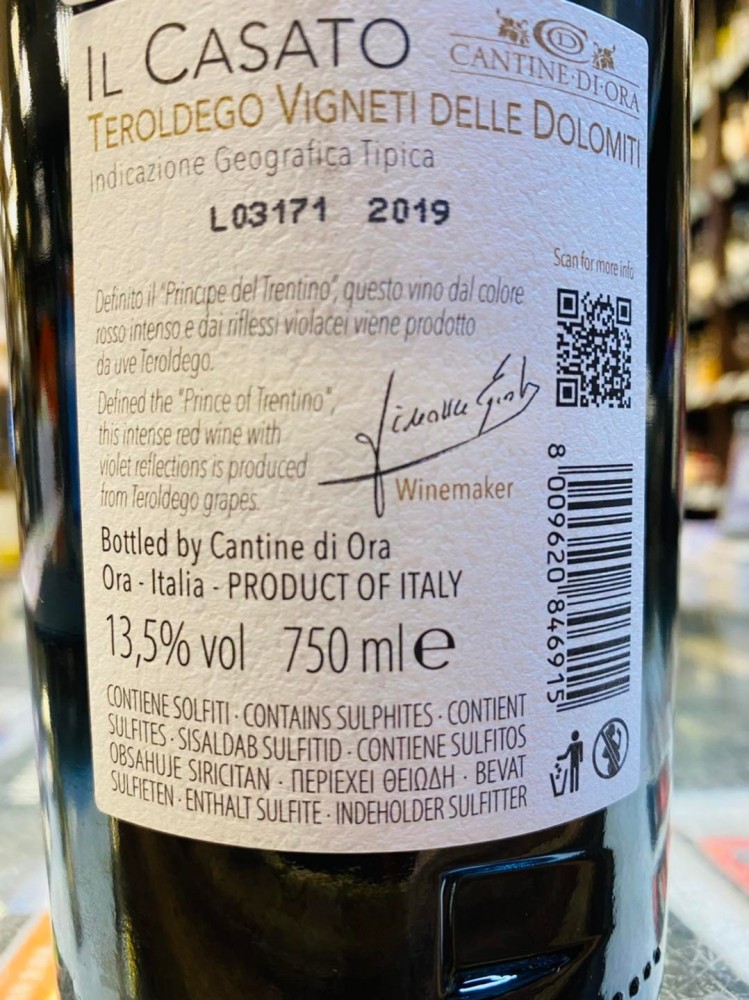 IL CASATO
CANTINE·DI·ORA
TEROLDEGO VIGNETI DELLE DOLOMITI
Indicazione Geografica Tipica
L03171 2019
Scan for more info
Definito il "Principe del Trentino", questo vino dal colore
rosso intenso e dai riflessi violacei viene prodotto
da uve Teroldego.
Defined the "Prince of Trentino",
this intense red wine with
violet reflections is produced
from Teroldego grapes.
Winemaker
Bottled by Cantine di Ora
Ora - Italia - PRODUCT OF ITALY
13,5% vol 750 ml e
8 009620 846915
CONTIENE SOLFITI · CONTAINS SULPHITES · CONTIENT
SULFITES · SISALDAB SULFITID · CONTIENE SULFITOS
OBSAHUJE SIRICITAN · ΠΕΡΙΕΧΕΙ ΘΕΙΩΔΗ · BEVAT
SULFIETEN · ENTHALT SULFITE · INDEHOLDER SULFITTER